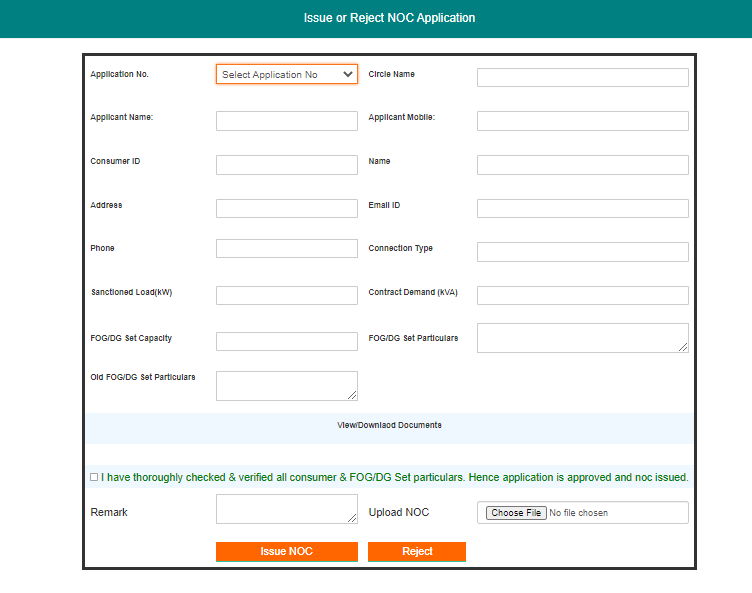 Issue or Reject NOC Application
Application No. Select Application No Circle Name
Applicant Name: Applicant Mobile:
Consumer ID Name
Address Email ID
Phone Connection Type
Sanctioned Load(kW) Contract Demand (kVA)
FOG/DG Set Capacity FOG/DG Set Particulars
Old FOG/DG Set Particulars
View/Downlaod Documents
I have thoroughly checked & verified all consumer & FOG/DG Set particulars. Hence application is approved and noc issued.
Remark Upload NOC Choose File No file chosen
Issue NOC Reject